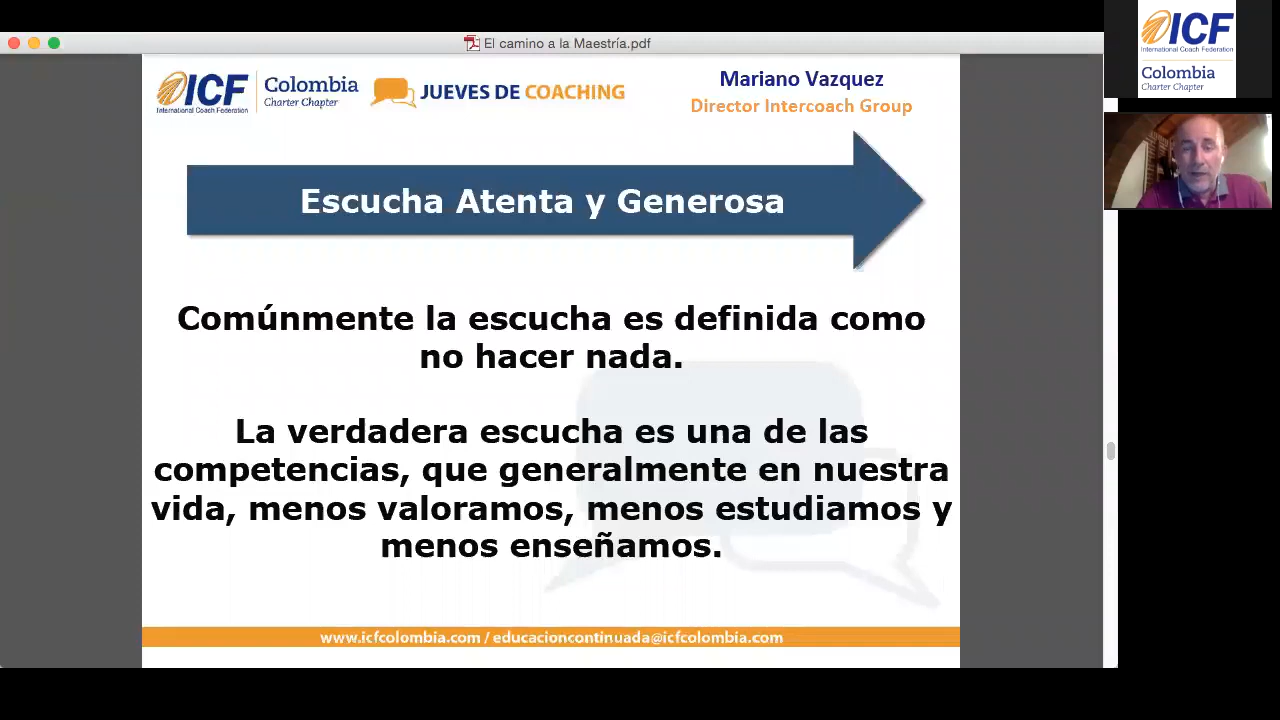 El camino a la Maestría.pdf
ICF
International Coach Federation
Colombia
Charter Chapter
JUEVES DE COACHING
Mariano Vazquez
Director Intercoach Group
Escucha Atenta y Generosa
Comúnmente la escucha es definida como
no hacer nada.
La verdadera escucha es una de las
competencias, que generalmente en nuestra
vida, menos valoramos, menos estudiamos y
menos enseñamos.
www.icfcolombia.com / educacioncontinuada@icfcolombia.com
ICF
International Coach Federation
Colombia
Charter Chapter